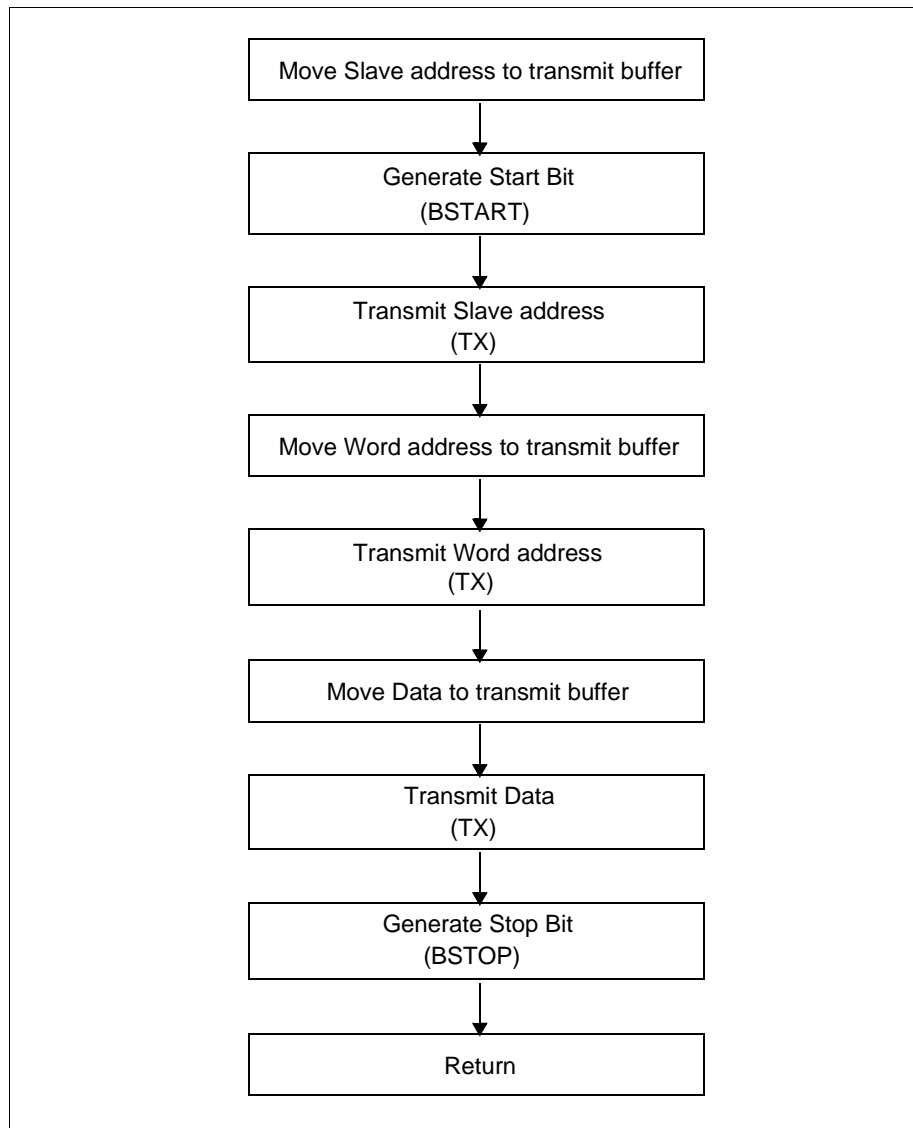 Move Slave address to transmit buffer
Generate Start Bit
(BSTART)
Transmit Slave address
(TX)
Move Word address to transmit buffer
Transmit Word address
(TX)
Move Data to transmit buffer
Transmit Data
(TX)
Generate Stop Bit
(BSTOP)
Return